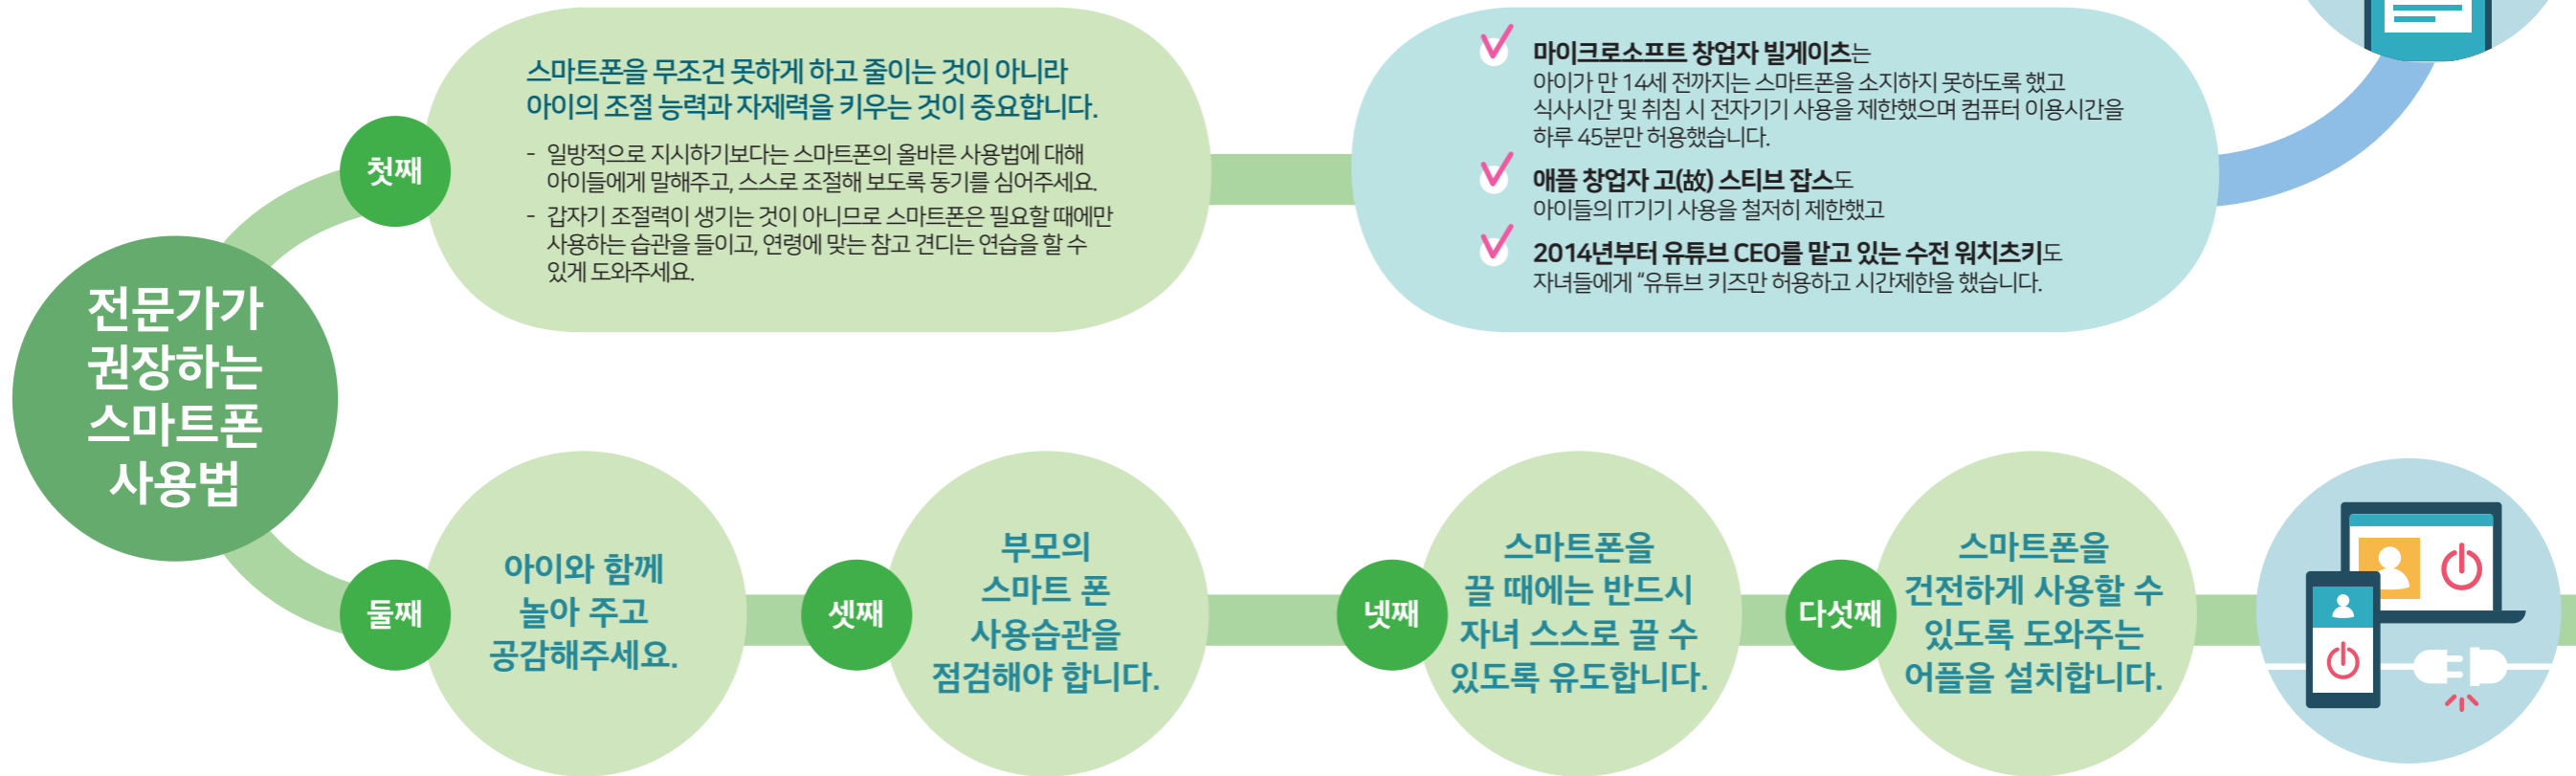 전문가가
권장하는
스마트폰
사용법
첫째
스마트폰을 무조건 못하게 하고 줄이는 것이 아니라
아이의 조절 능력과 자제력을 키우는 것이 중요합니다.
- 일방적으로 지시하기보다는 스마트폰의 올바른 사용법에 대해
아이들에게 말해주고, 스스로 조절해 보도록 동기를 심어주세요.
- 갑자기 조절력이 생기는 것이 아니므로 스마트폰은 필요할 때에만
사용하는 습관을 들이고, 연령에 맞는 참고 견디는 연습을 할 수
있게 도와주세요.
마이크로소프트 창업자 빌게이츠는
아이가 만 14세 전까지는 스마트폰을 소지하지 못하도록 했고
식사시간 및 취침 시 전자기기 사용을 제한했으며 컴퓨터 이용시간을
하루 45분만 허용했습니다.
애플 창업자 고(故) 스티브 잡스도
아이들의 IT기기 사용을 철저히 제한했고
2014년부터 유튜브 CEO를 맡고 있는 수전 워치츠키도
자녀들에게 “유튜브 키즈만 허용하고 시간제한을 했습니다.
둘째
아이와 함께
놀아 주고
공감해주세요.
셋째
부모의
스마트 폰
사용습관을
점검해야 합니다.
넷째
스마트폰을
끌 때에는 반드시
자녀 스스로 끌 수
있도록 유도합니다.
다섯째
스마트폰을
건전하게 사용할 수
있도록 도와주는
어플을 설치합니다.